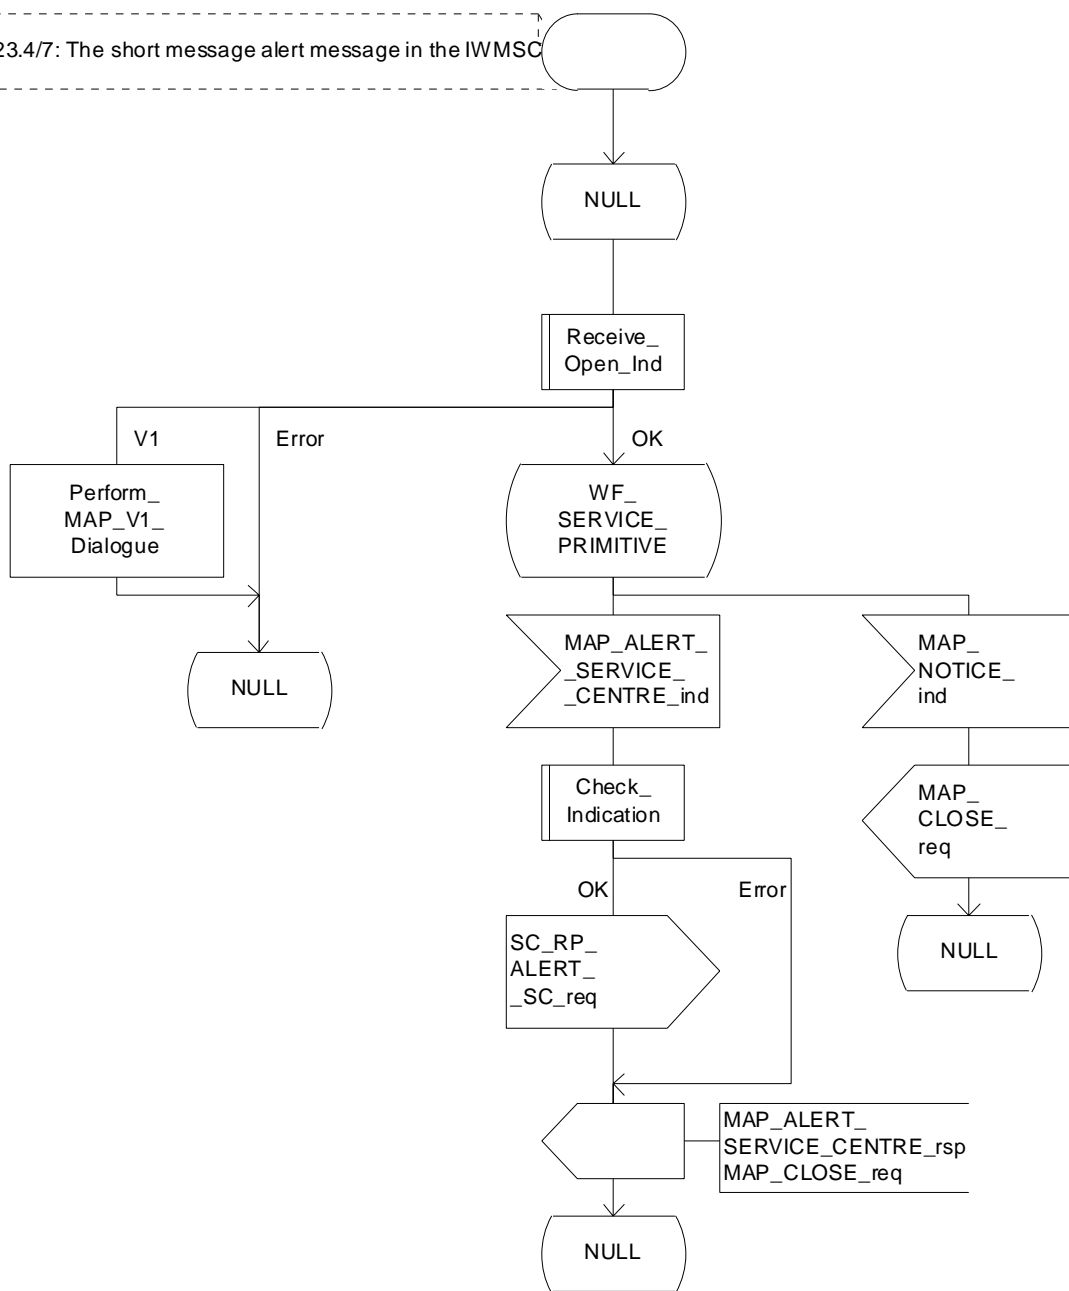 23.4/7: The short message alert message in the IWMSC
NULL
Receive_
Open_Ind
V1
Error
OK
Perform_
MAP_V1_
Dialogue
WF_
SERVICE_
PRIMITIVE
NULL
MAP_ALERT_
_SERVICE_
_CENTRE_ind
MAP_
NOTICE_
ind
Check_
Indication
MAP_
CLOSE_
req
OK
Error
SC_RP_
ALERT_
_SC_req
NULL
MAP_ALERT_
SERVICE_CENTRE_rsp
MAP_CLOSE_req
NULL